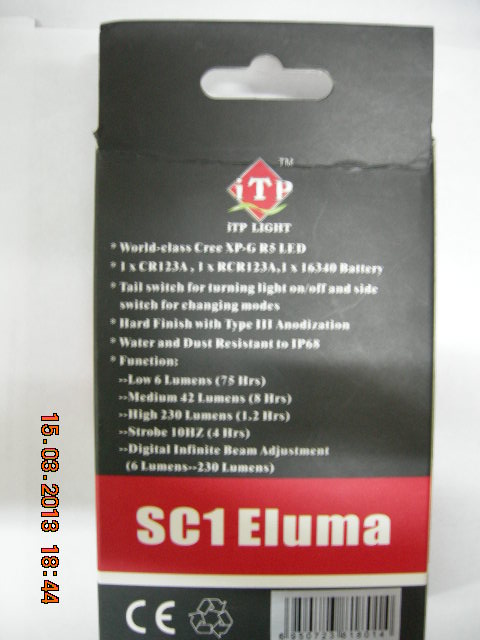 TM
iTP
iTP LIGHT
* World-class Cree XP-G R5 LED
* 1 x CR123A , 1 x RCR123A,1 x 16340 Battery
* Tail switch for turning light on/off and side
switch for changing modes
* Hard Finish with Type III Anodization
* Water and Dust Resistant to IP68
* Function:
--Low 6 Lumens (75 Hrs)
--Medium 42 Lumens (8 Hrs)
--High 230 Lumens (1.2 Hrs)
--Strobe 10HZ (4 Hrs)
--Digital Infinite Beam Adjustment
(6 Lumens--230 Lumens)
SC1 Eluma
CE
15.08.2013 18:44